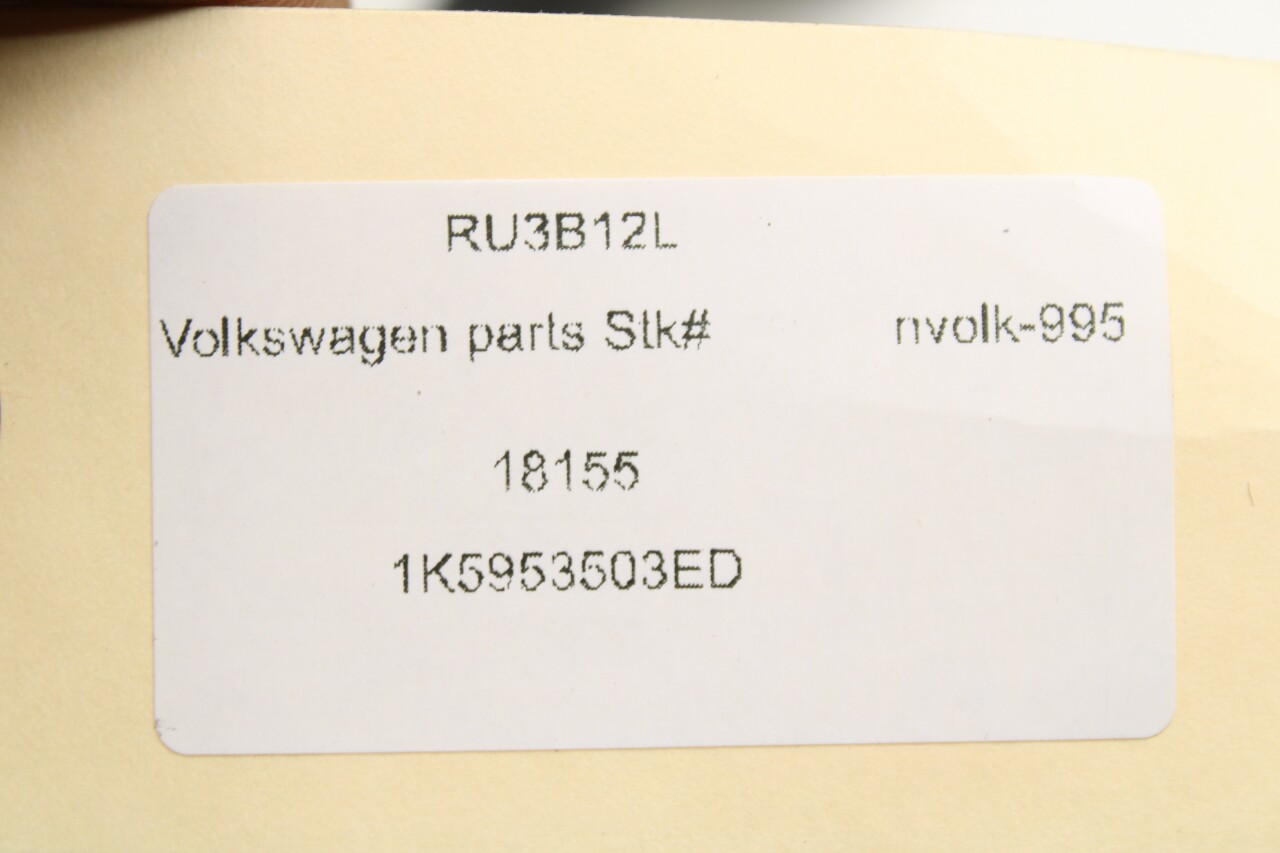 RU3B12L
Volkswagen parts Stk# nvolk-995
18155
1K5953503ED